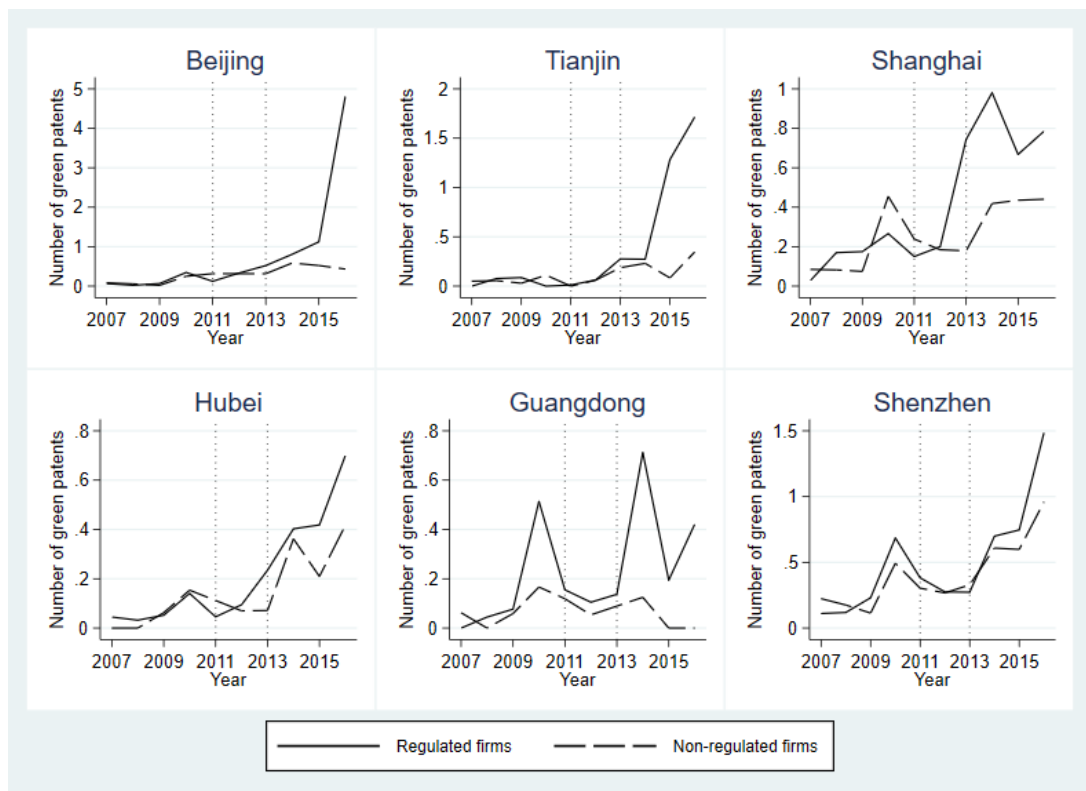 Beijing
Number of green patents
5
4
3
2
1
0
2007 2009 2011 2013 2015
Year
Tianjin
Number of green patents
2
1.5
1
.5
0
2007 2009 2011 2013 2015
Year
Shanghai
Number of green patents
1
.8
.6
.4
.2
0
2007 2009 2011 2013 2015
Year
Hubei
Number of green patents
.8
.6
.4
.2
0
2007 2009 2011 2013 2015
Year
Guangdong
Number of green patents
.8
.6
.4
.2
0
2007 2009 2011 2013 2015
Year
Shenzhen
Number of green patents
1.5
1
.5
0
2007 2009 2011 2013 2015
Year
Regulated firms
Non-regulated firms